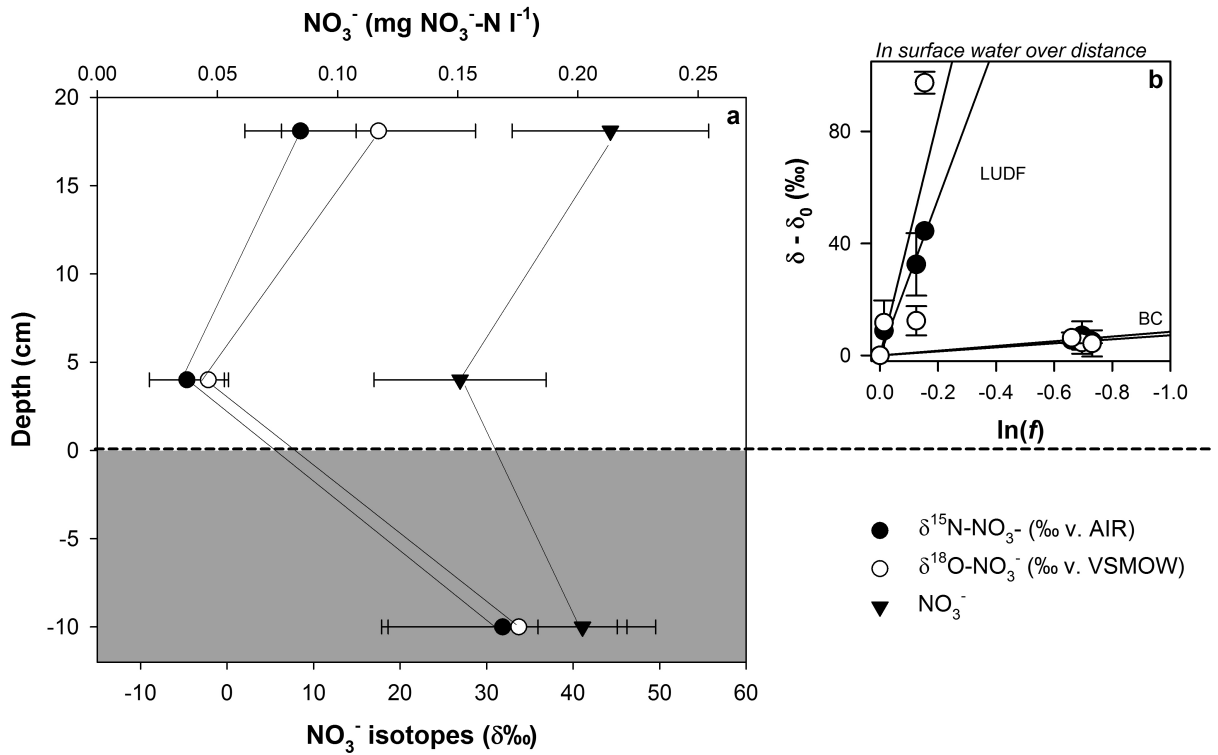 NO₃⁻ (mg NO₃⁻-N l⁻¹)
0.00 0.05 0.10 0.15 0.20 0.25
a
20
15
10
5
0
-5
-10
Depth (cm)
-10 0 10 20 30 40 50 60
NO₃⁻ isotopes (δ‰)
In surface water over distance
b
80
40
0
δ - δ₀ (‰)
LUDF
BC
0.0 -0.2 -0.4 -0.6 -0.8 -1.0
ln(f)
δ¹⁵N-NO₃- (‰ v. AIR)
δ¹⁸O-NO₃⁻ (‰ v. VSMOW)
NO₃⁻